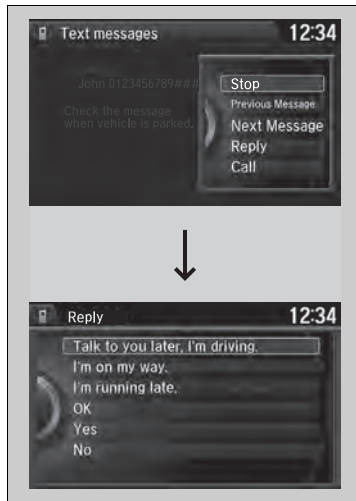 Text messages 12:34
John 0123456789###
Check the message
when vehicle is parked.
Stop
Previous Message
Next Message
Reply
Call
Reply 12:34
Talk to you later, I'm driving.
I'm on my way.
I'm running late.
OK
Yes
No